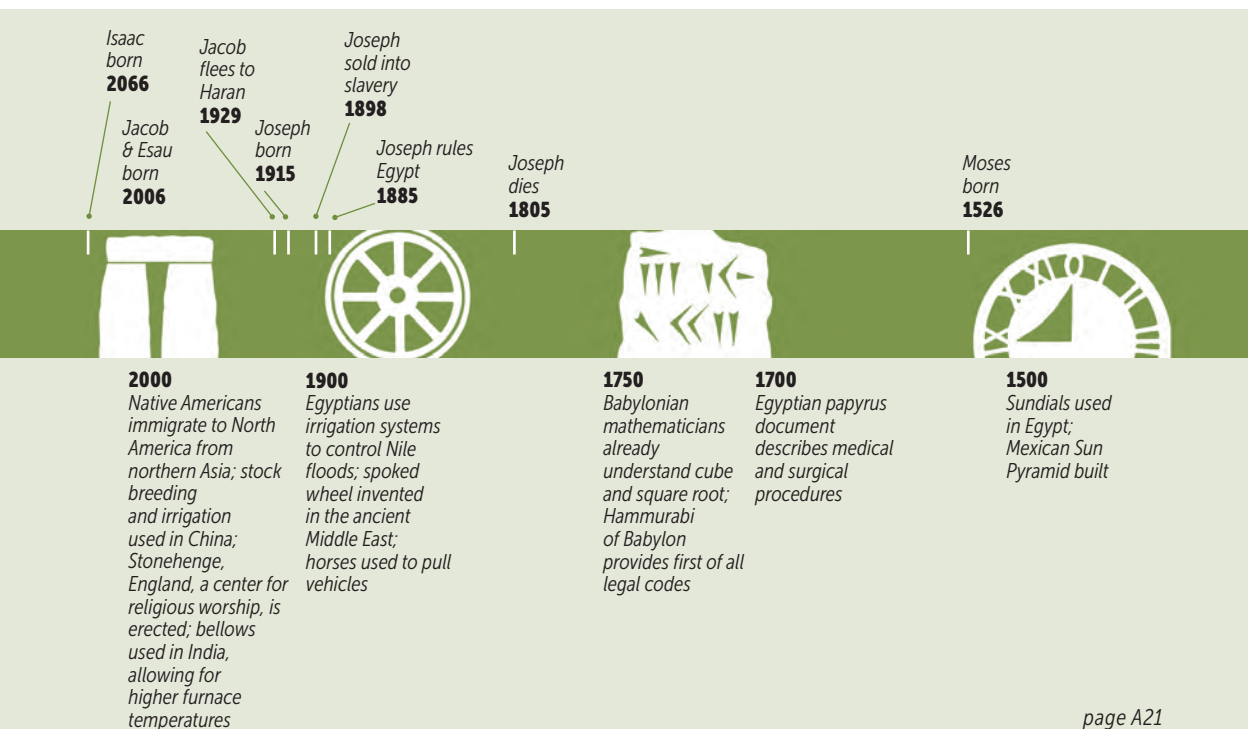 Isaac
born
2066
Jacob
& Esau
born
2006
Jacob
flees to
Haran
1929
Joseph
born
1915
Joseph
sold into
slavery
1898
Joseph rules
Egypt
1885
Joseph
dies
1805
Moses
born
1526
X XI XII I II III
2000
Native Americans
immigrate to North
America from
northern Asia; stock
breeding
and irrigation
used in China;
Stonehenge,
England, a center for
religious worship, is
erected; bellows
used in India,
allowing for
higher furnace
temperatures
1900
Egyptians use
irrigation systems
to control Nile
floods; spoked
wheel invented
in the ancient
Middle East;
horses used to pull
vehicles
1750
Babylonian
mathematicians
already
understand cube
and square root;
Hammurabi
of Babylon
provides first of all
legal codes
1700
Egyptian papyrus
document
describes medical
and surgical
procedures
1500
Sundials used
in Egypt;
Mexican Sun
Pyramid built
page A21